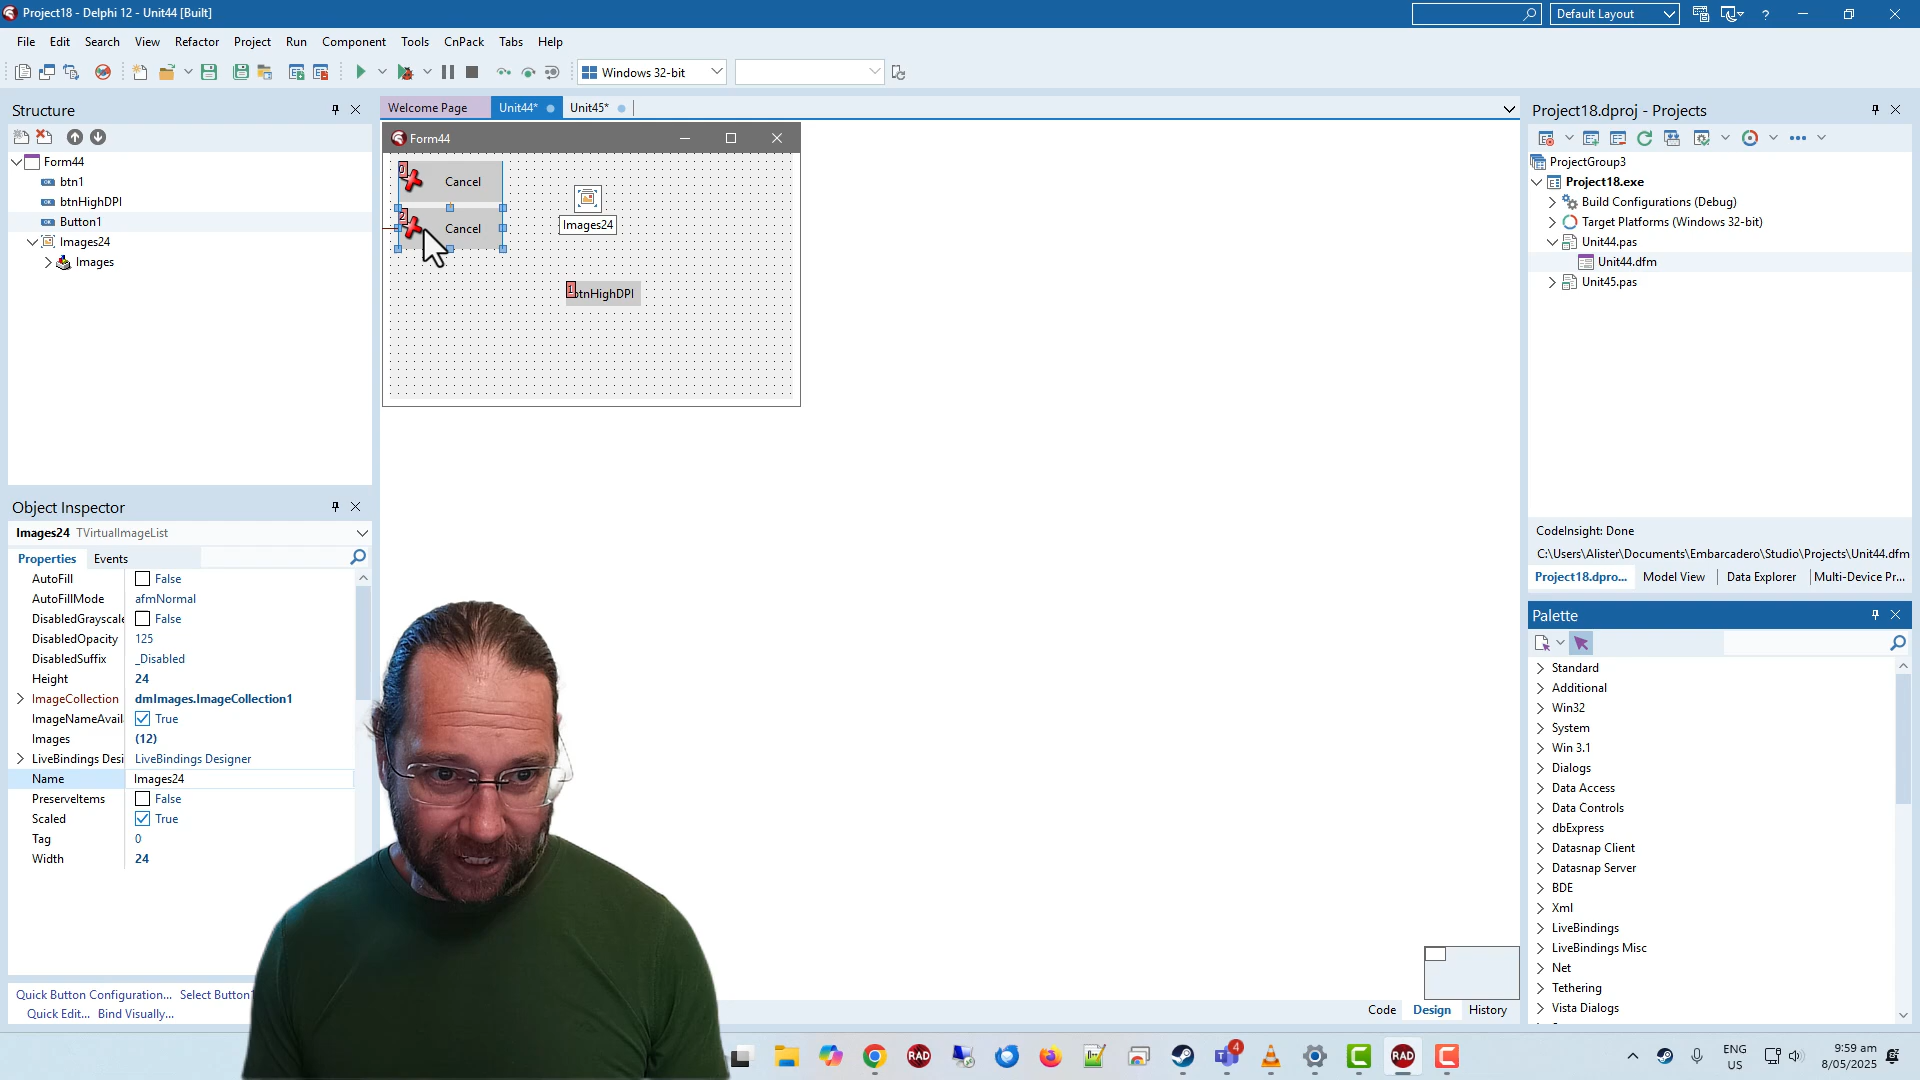 Project18 - Delphi 12 - Unit44 [Built]
Default Layout
File Edit Search View Refactor Project Run Component Tools CnPack Tabs Help
Windows 32-bit
Structure
Form44
btn1
btnHighDPI
Button1
Images24
Images
Welcome Page Unit44* Unit45*
Form44
0
Cancel
2
Cancel
Images24
1
btnHighDPI
Object Inspector
Images24 TVirtualImageList
Properties Events
AutoFill False
AutoFillMode afmNormal
DisabledGrayscale False
DisabledOpacity 125
DisabledSuffix _Disabled
Height 24
ImageCollection dmImages.ImageCollection1
ImageNameAvail True
Images (12)
LiveBindings Desi LiveBindings Designer
Name Images24
PreserveItems False
Scaled True
Tag 0
Width 24
Quick Button Configuration... Select Button1
Quick Edit... Bind Visually...
Code Design History
Project18.dproj - Projects
ProjectGroup3
Project18.exe
Build Configurations (Debug)
Target Platforms (Windows 32-bit)
Unit44.pas
Unit44.dfm
Unit45.pas
CodeInsight: Done
C:\Users\Alister\Documents\Embarcadero\Studio\Projects\Unit44.dfm
Project18.dpro... Model View Data Explorer Multi-Device Pr...
Palette
Standard
Additional
Win32
System
Win 3.1
Dialogs
Data Access
Data Controls
dbExpress
Datasnap Client
Datasnap Server
BDE
Xml
LiveBindings
LiveBindings Misc
Net
Tethering
Vista Dialogs
RAD
4
RAD
ENG
US
9:59 am
8/05/2025